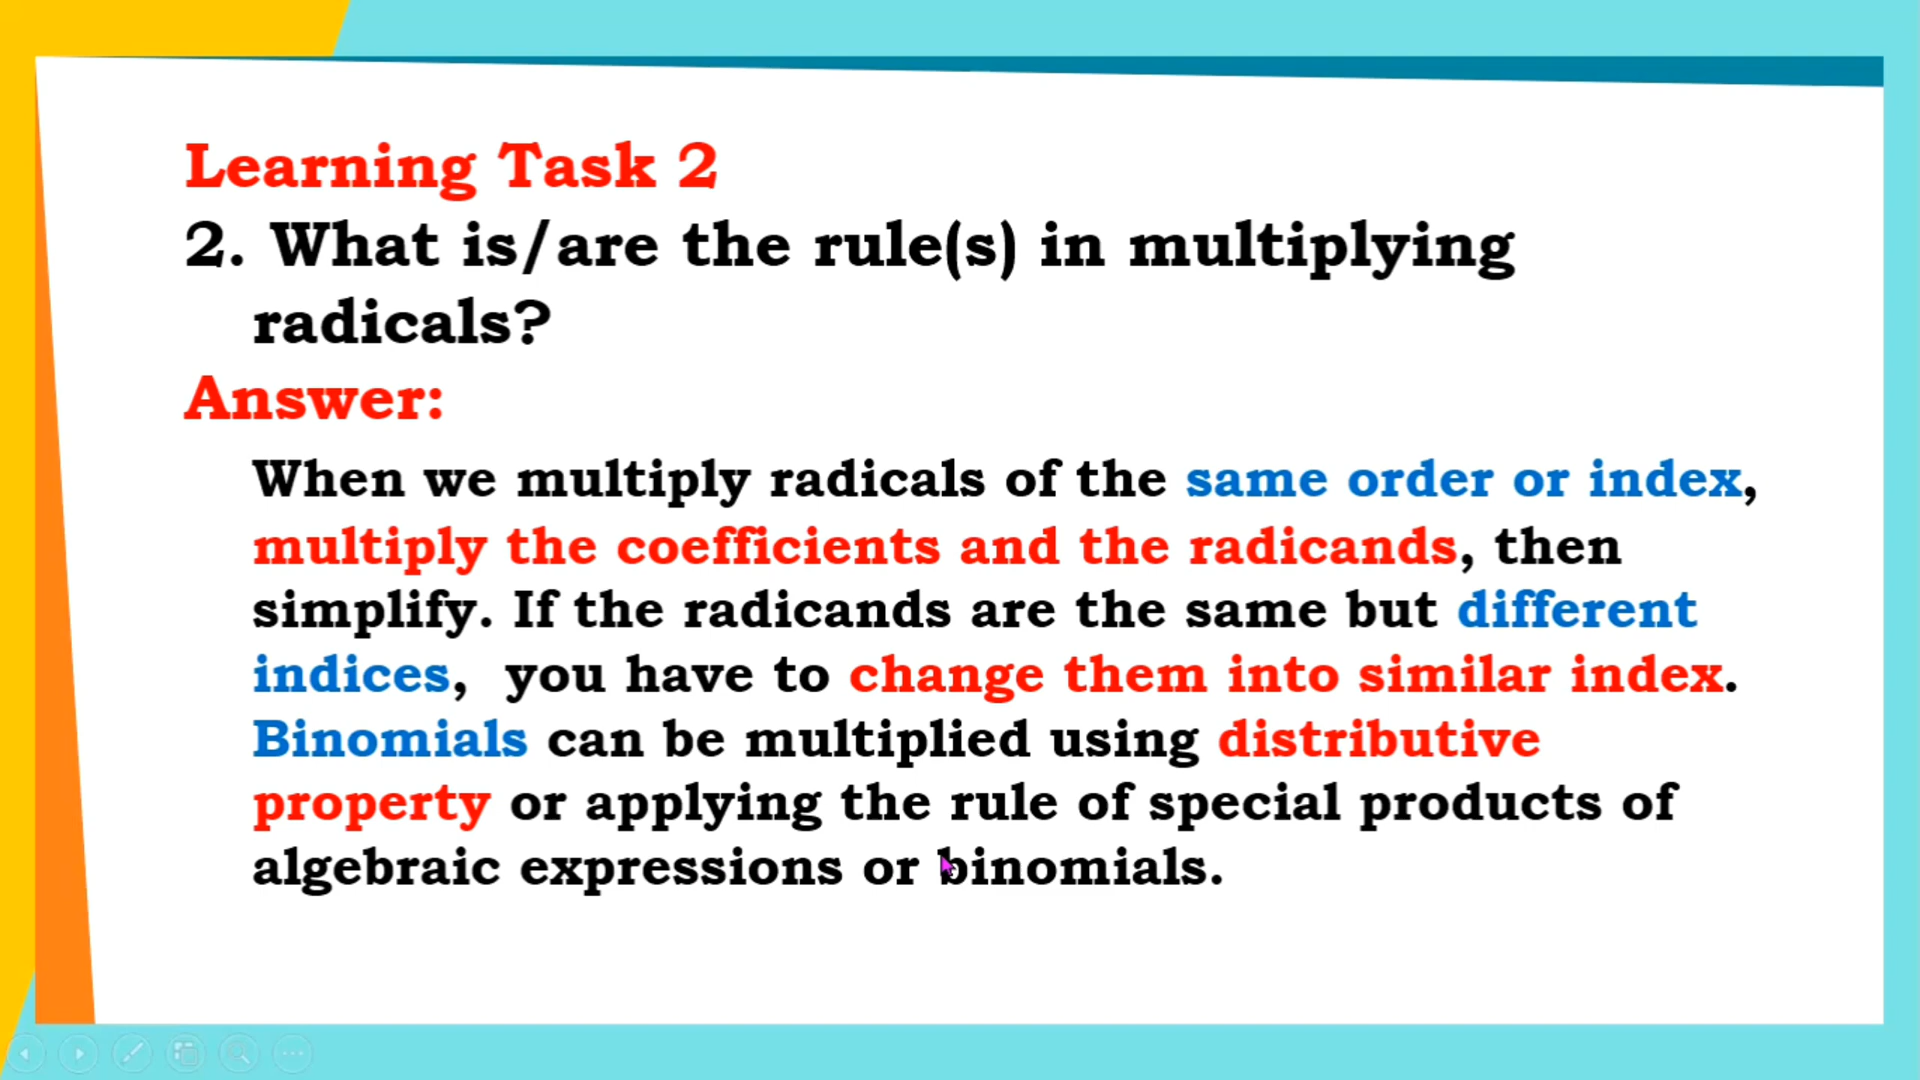 Learning Task 2
2. What is/are the rule(s) in multiplying
radicals?
Answer:
When we multiply radicals of the same order or index,
multiply the coefficients and the radicands, then
simplify. If the radicands are the same but different
indices, you have to change them into similar index.
Binomials can be multiplied using distributive
property or applying the rule of special products of
algebraic expressions or binomials.